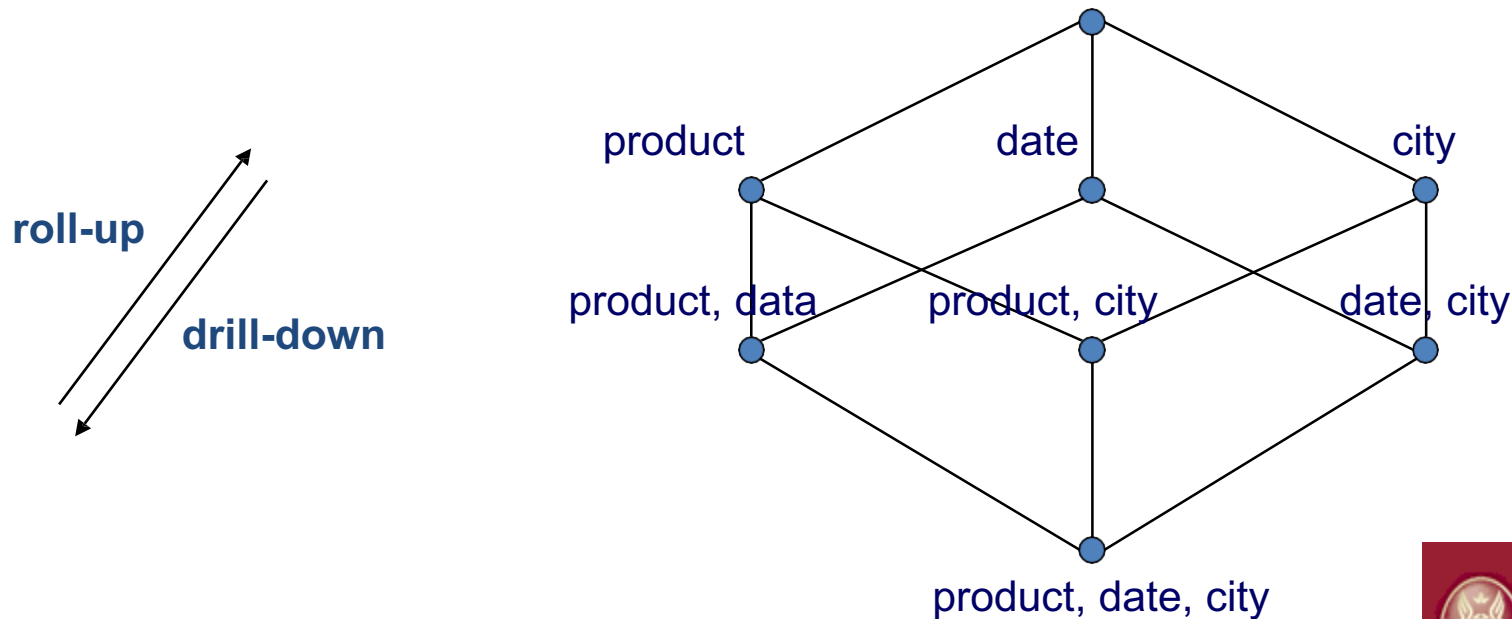 product
date
city
roll-up
product, data
product, city
date, city
drill-down
product, date, city